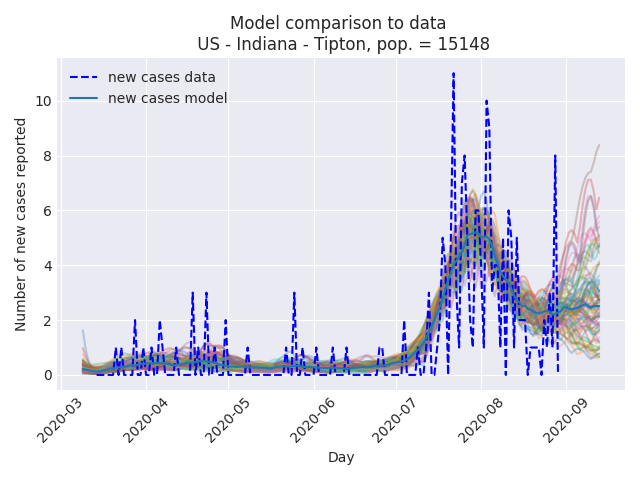 Model comparison to data
US - Indiana - Tipton, pop. = 15148
new cases data
new cases model
Number of new cases reported
10
8
6
4
2
0
2020-03
2020-04
2020-05
2020-06
2020-07
2020-08
2020-09
Day